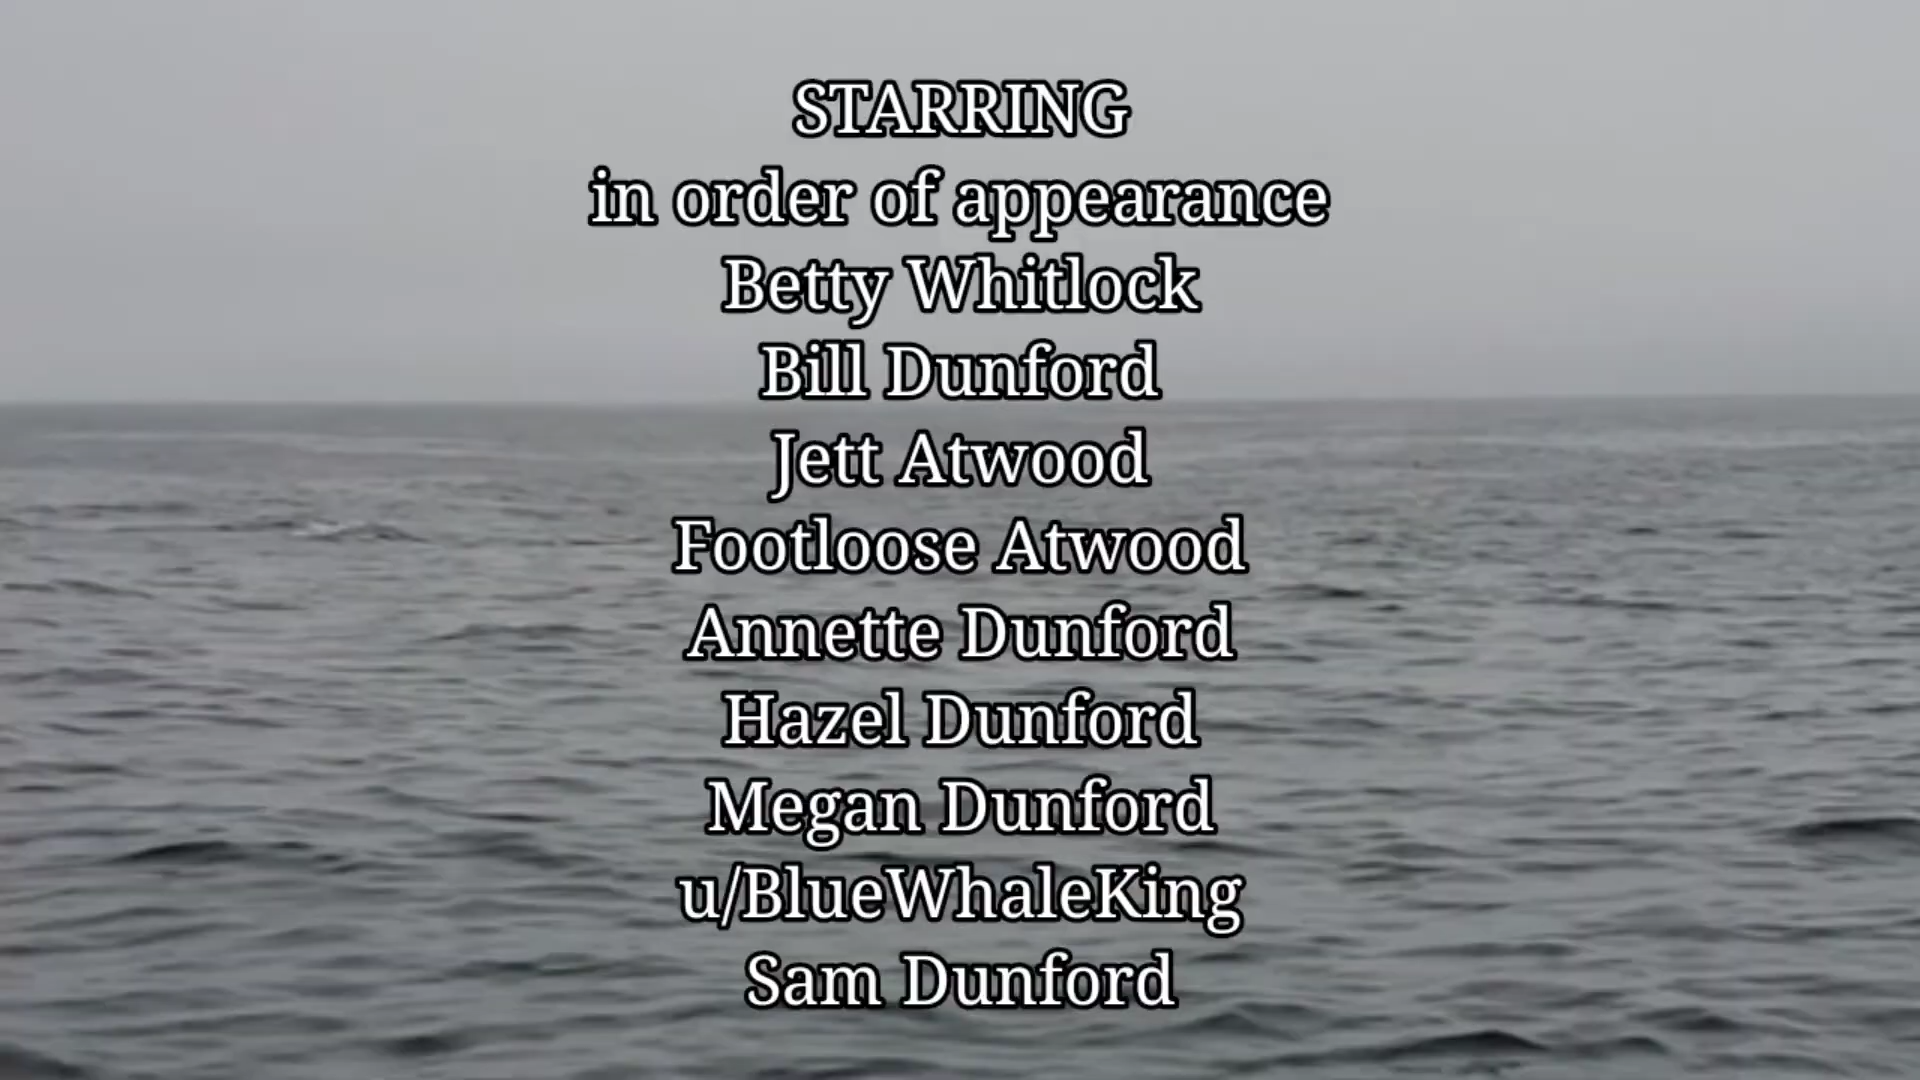 STARRING
in order of appearance
Betty Whitlock
Bill Dunford
Jett Atwood
Footloose Atwood
Annette Dunford
Hazel Dunford
Megan Dunford
u/BlueWhaleKing
Sam Dunford